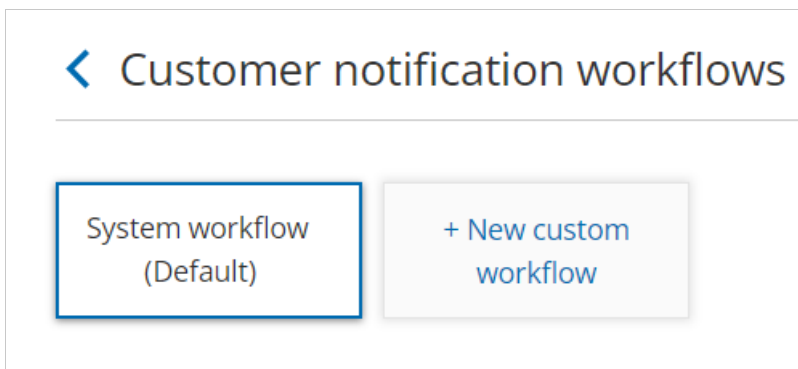 Customer notification workflows
System workflow
(Default)
+ New custom
workflow